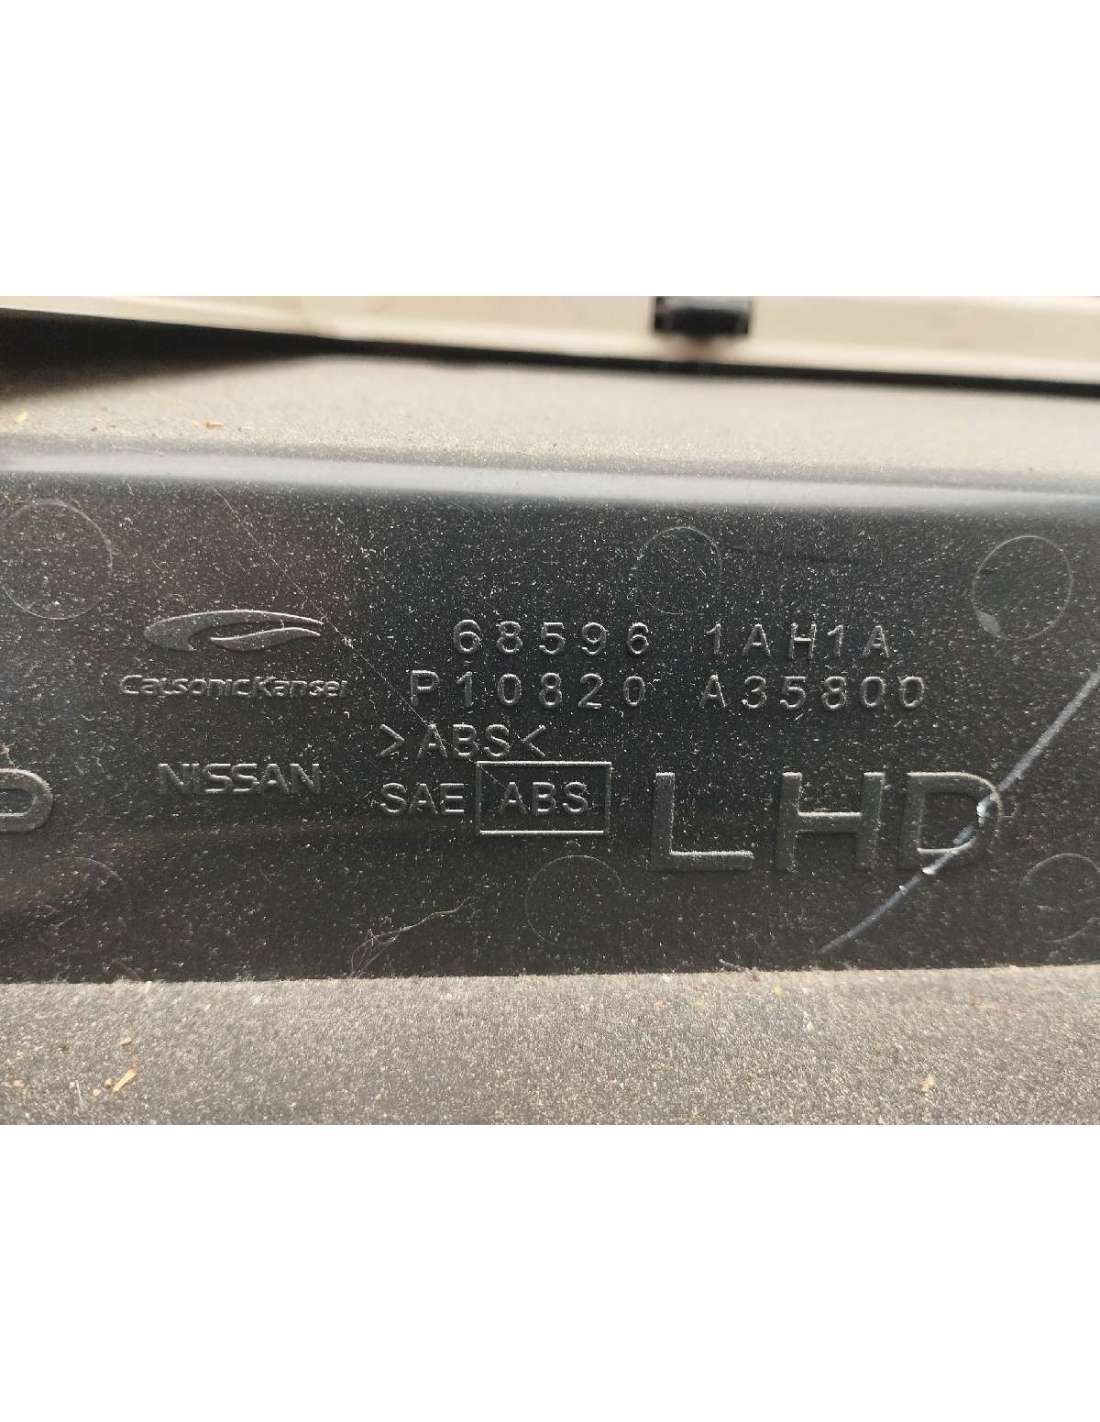 68596 1AH1A
CalsonicKansei P10820 A35800
>ABS<
NISSAN SAE ABS LHD